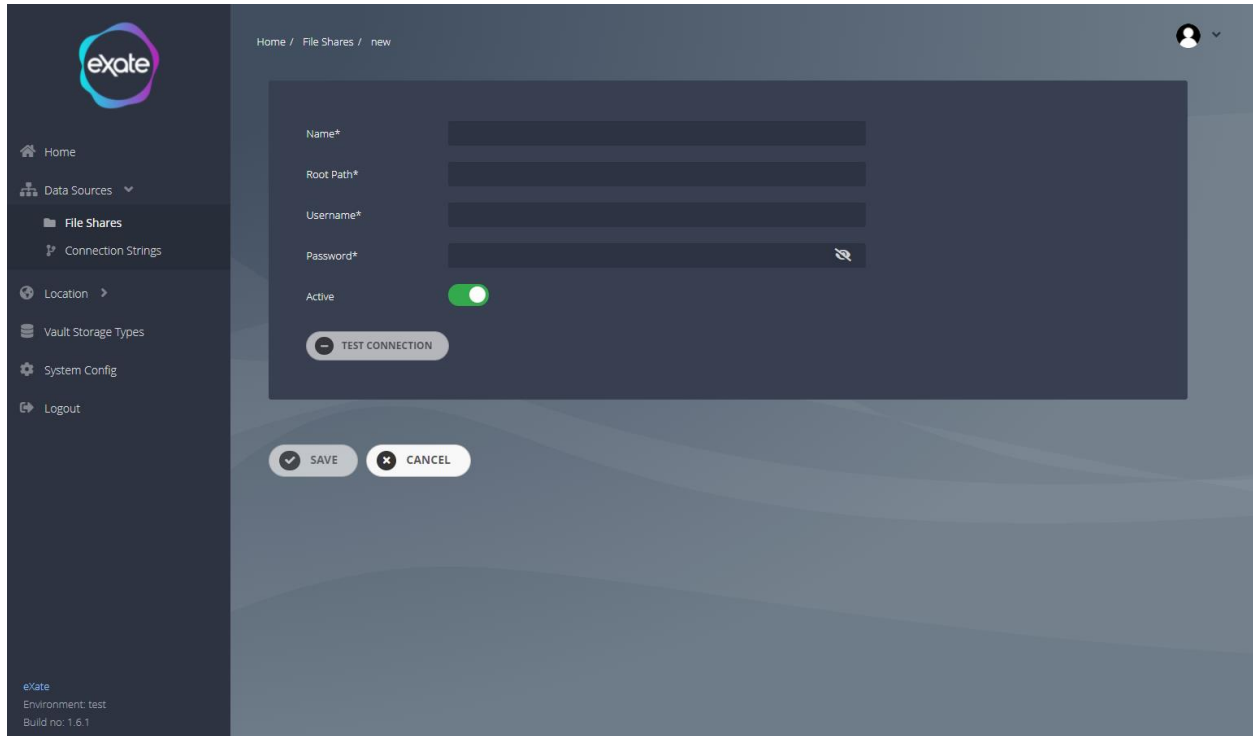 exate
Home
Data Sources
File Shares
Connection Strings
Location
Vault Storage Types
System Config
Logout
eXate
Environment: test
Build no: 1.6.1
Home / File Shares / new
Name*
Root Path*
Username*
Password*
Active
TEST CONNECTION
SAVE CANCEL